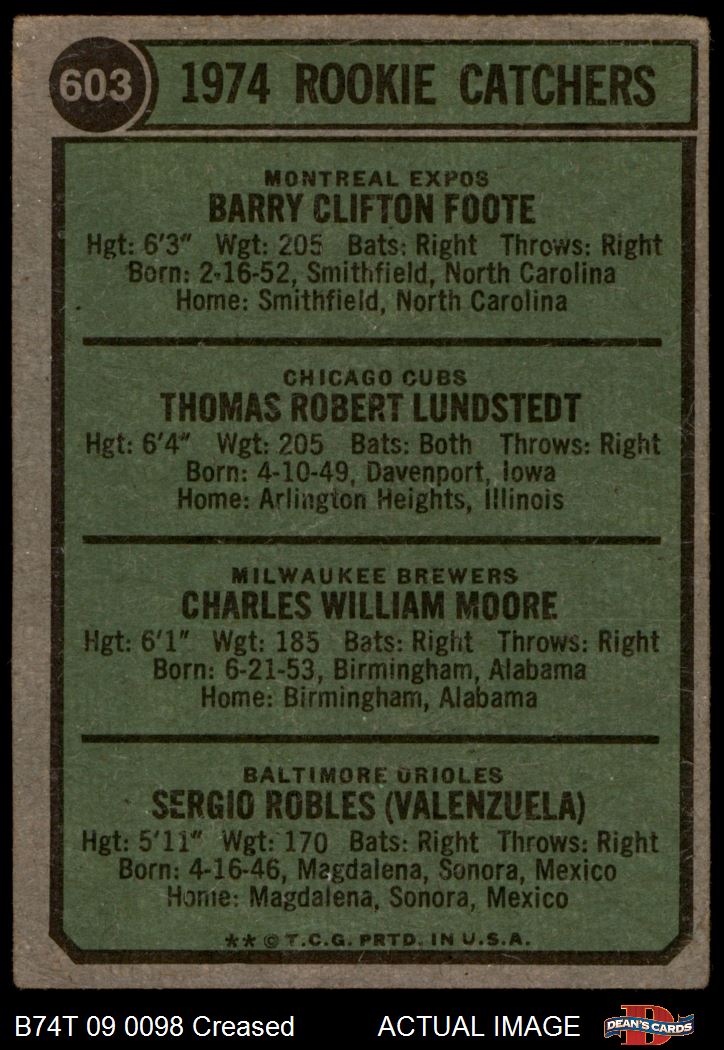 603
1974 ROOKIE CATCHERS
MONTREAL EXPOS
BARRY CLIFTON FOOTE
Hgt: 6'3" Wgt: 205 Bats: Right Throws: Right
Born: 2-16-52, Smithfield, North Carolina
Home: Smithfield, North Carolina
CHICAGO CUBS
THOMAS ROBERT LUNDSTEDT
Hgt: 6'4" Wgt: 205 Bats: Both Throws: Right
Born: 4-10-49, Davenport, Iowa
Home: Arlington Heights, Illinois
MILWAUKEE BREWERS
CHARLES WILLIAM MOORE
Hgt: 6'1" Wgt: 185 Bats: Right Throws: Right
Born: 6-21-53, Birmingham, Alabama
Home: Birmingham, Alabama
BALTIMORE ORIOLES
SERGIO ROBLES (VALENZUELA)
Hgt: 5'11" Wgt: 170 Bats: Right Throws: Right
Born: 4-16-46, Magdalena, Sonora, Mexico
Home: Magdalena, Sonora, Mexico
** © T.C.G. PRTD. IN U.S.A.
B74T 09 0098 Creased ACTUAL IMAGE
DEAN'S CARDS